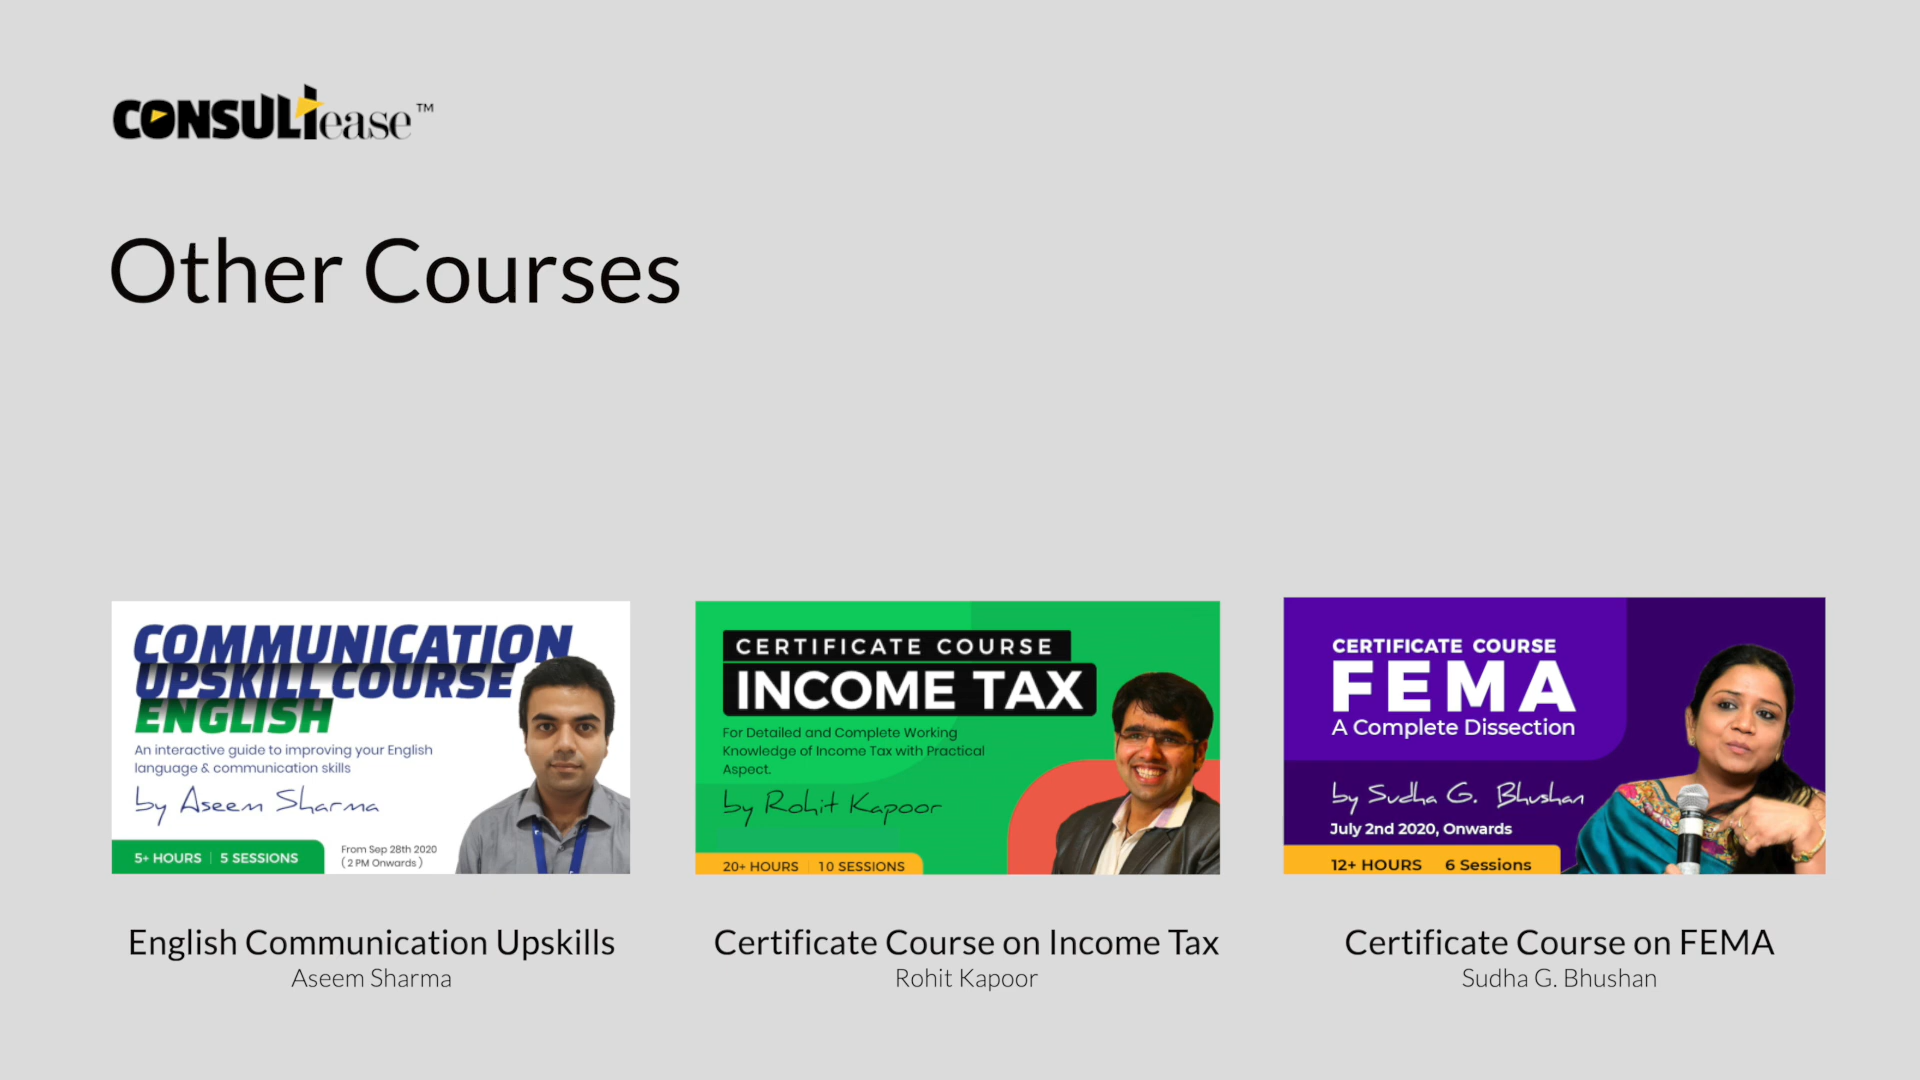 CONSULTease™
Other Courses
COMMUNICATION
UPSKILL COURSE
ENGLISH
An interactive guide to improving your English
language & communication skills
by Aseem Sharma
5+ HOURS | 5 SESSIONS
From Sep 28th 2020
( 2 PM Onwards )
English Communication Upskills
Aseem Sharma
CERTIFICATE COURSE
INCOME TAX
For Detailed and Complete Working
Knowledge of Income Tax with Practical
Aspect.
by Rohit Kapoor
20+ HOURS | 10 SESSIONS
Certificate Course on Income Tax
Rohit Kapoor
CERTIFICATE COURSE
FEMA
A Complete Dissection
by Sudha G. Bhushan
July 2nd 2020, Onwards
12+ HOURS 6 Sessions
Certificate Course on FEMA
Sudha G. Bhushan